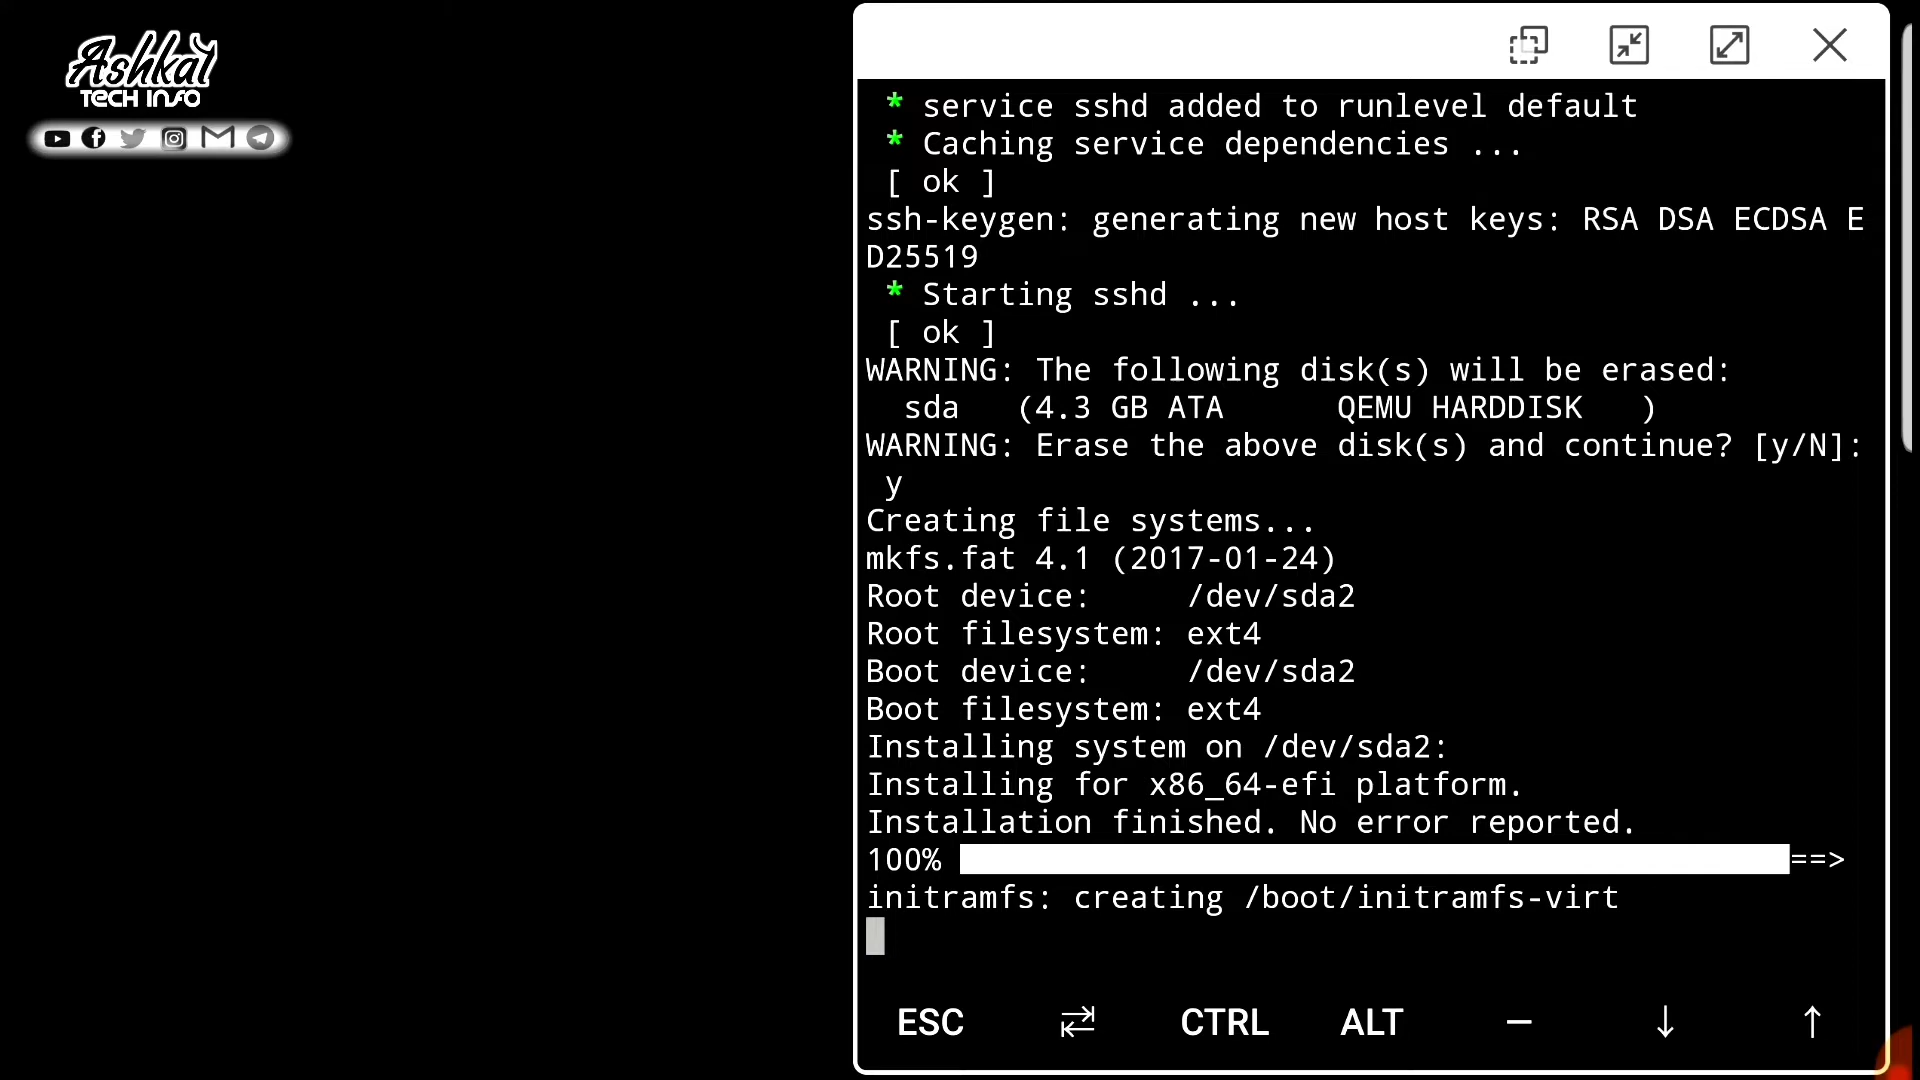 Ashkal
TECH INFO
* service sshd added to runlevel default
* Caching service dependencies ...
[ ok ]
ssh-keygen: generating new host keys: RSA DSA ECDSA E
D25519
* Starting sshd ...
[ ok ]
WARNING: The following disk(s) will be erased:
sda   (4.3 GB ATA      QEMU HARDDISK   )
WARNING: Erase the above disk(s) and continue? [y/N]:
y
Creating file systems...
mkfs.fat 4.1 (2017-01-24)
Root device:     /dev/sda2
Root filesystem: ext4
Boot device:     /dev/sda2
Boot filesystem: ext4
Installing system on /dev/sda2:
Installing for x86_64-efi platform.
Installation finished. No error reported.
100% ==>
initramfs: creating /boot/initramfs-virt
ESC ⇄ CTRL ALT — ↓ ↑